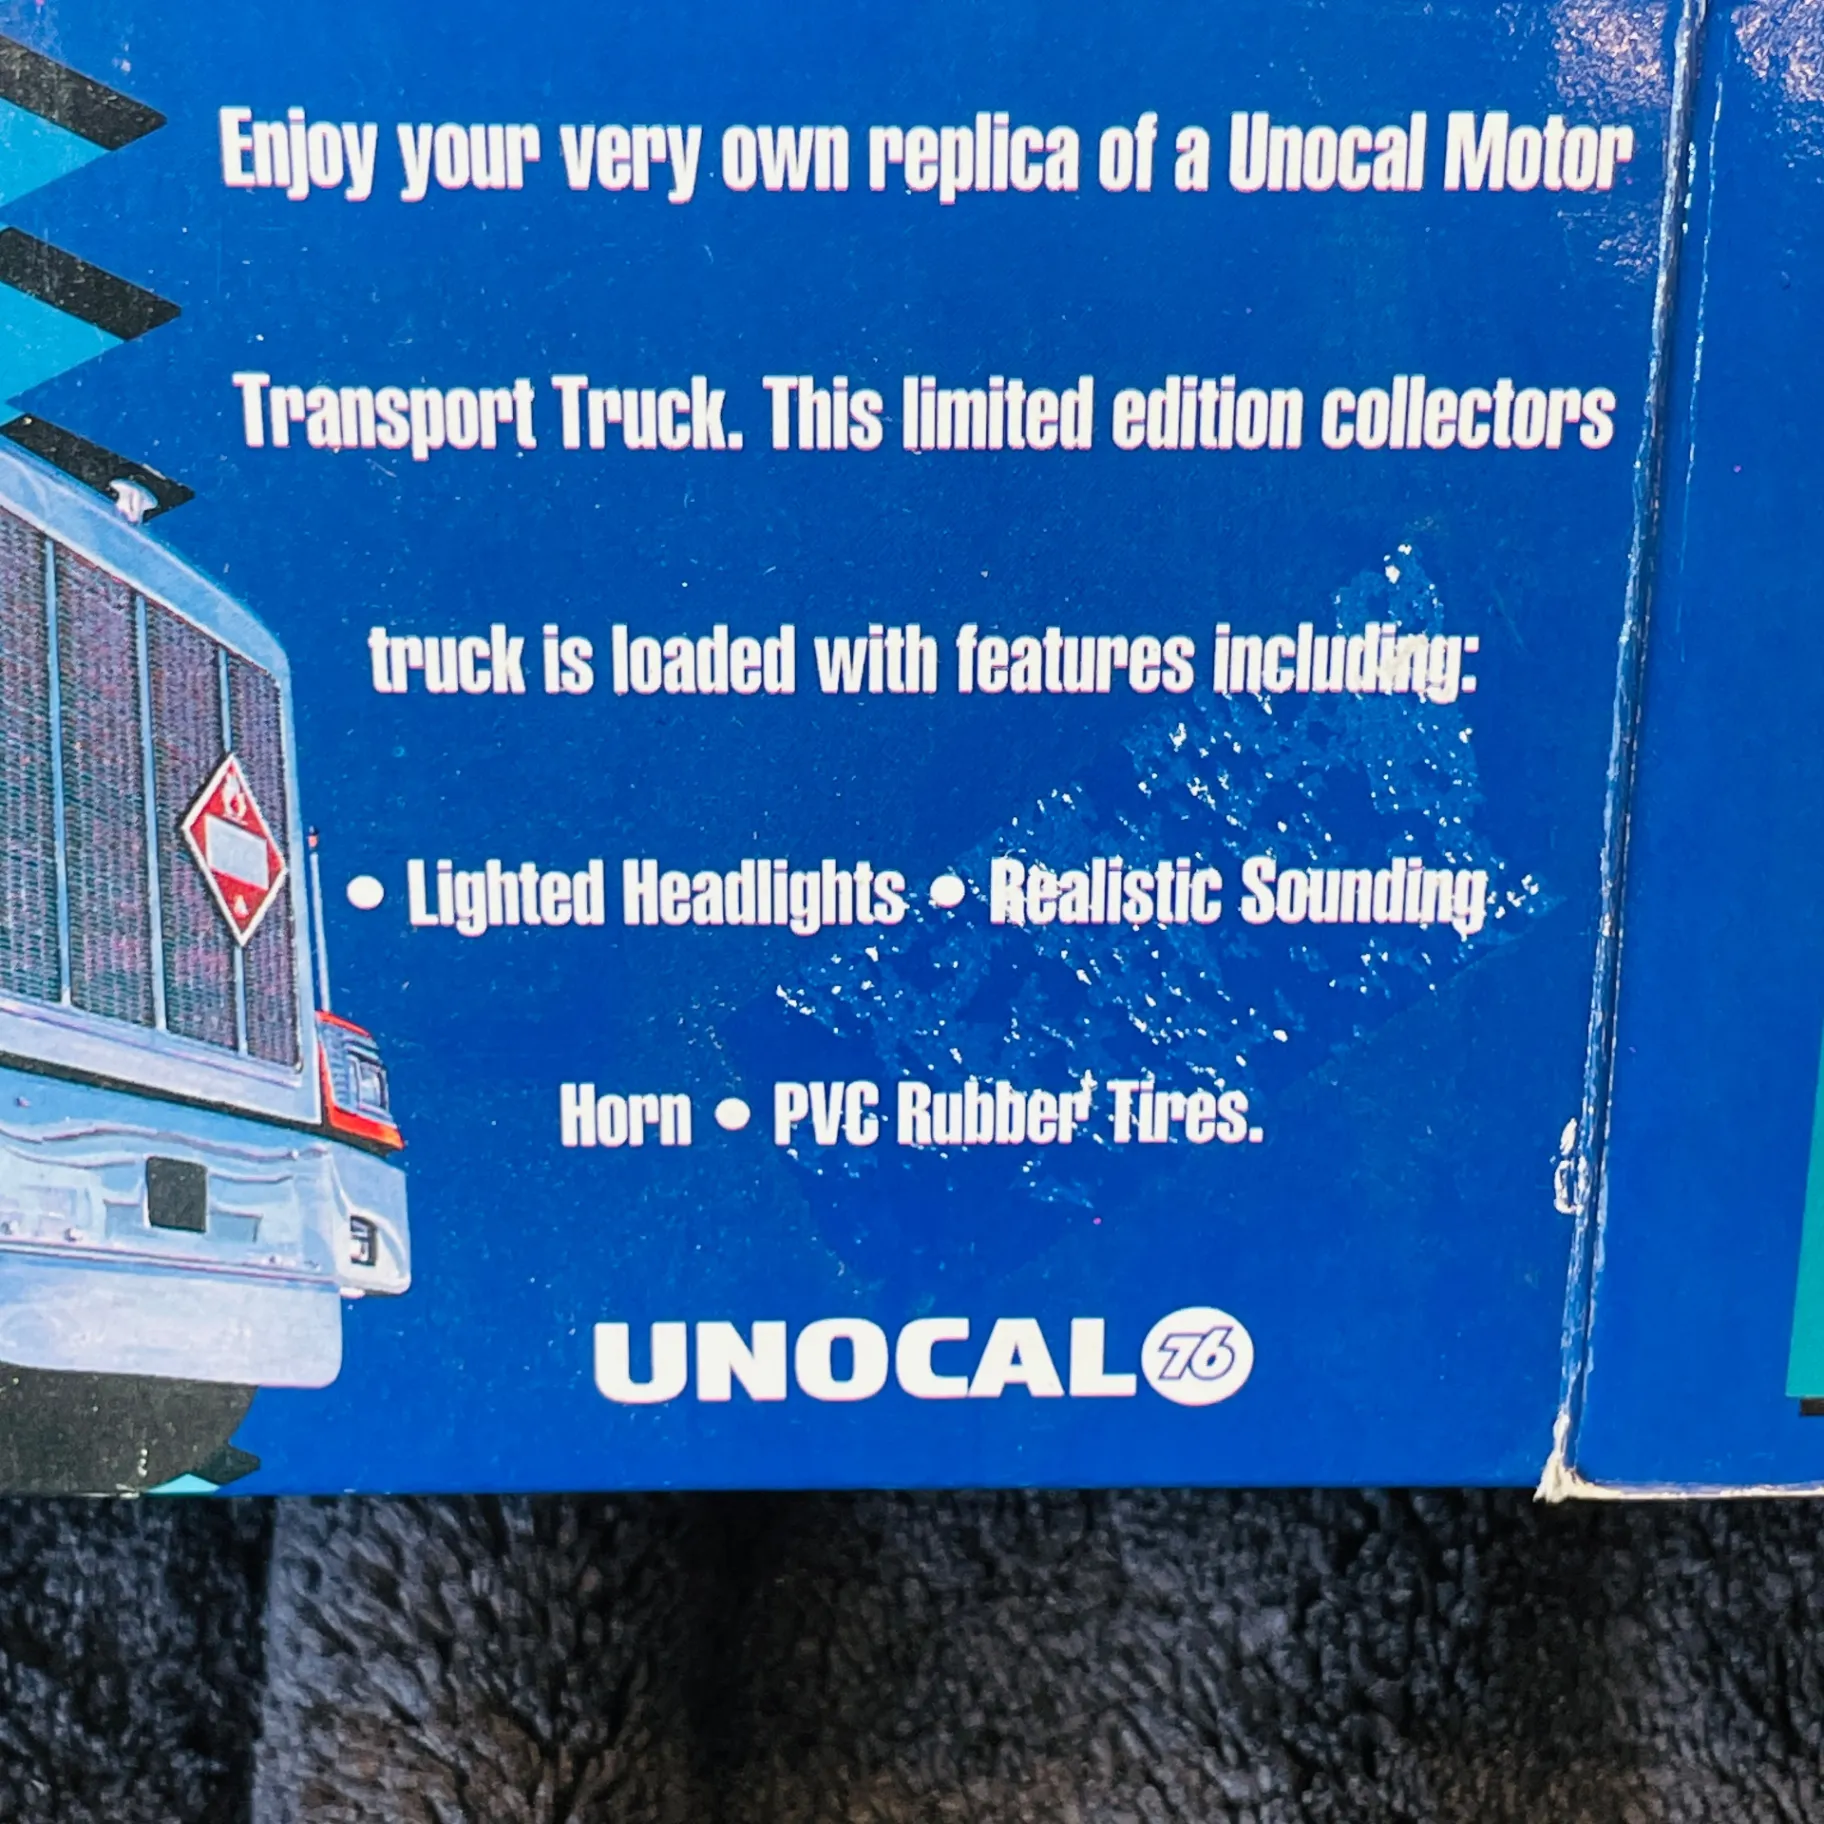 Enjoy your very own replica of a Unocal Motor
Transport Truck. This limited edition collectors
truck is loaded with features including:
• Lighted Headlights • Realistic Sounding
Horn • PVC Rubber Tires.
UNOCAL 76